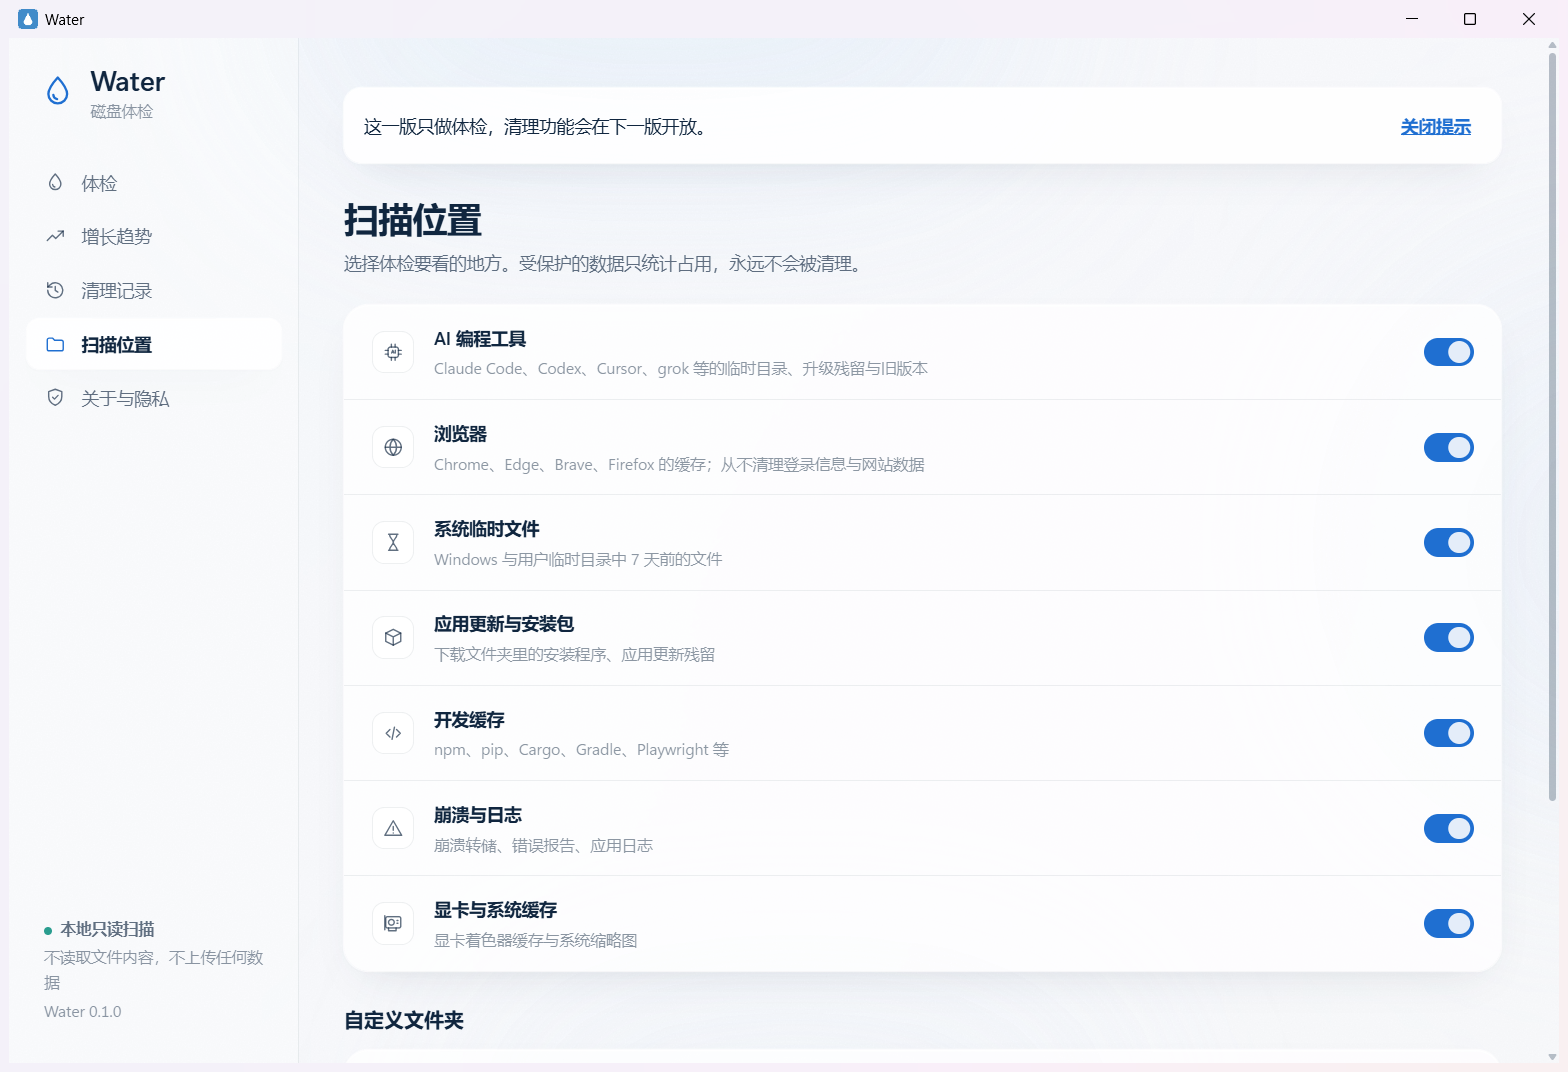 Water
Water
磁盘体检
体检
增长趋势
清理记录
扫描位置
关于与隐私
本地只读扫描
不读取文件内容，不上传任何数
据
Water 0.1.0
这一版只做体检，清理功能会在下一版开放。
关闭提示
扫描位置
选择体检要看的地方。受保护的数据只统计占用，永远不会被清理。
AI 编程工具
Claude Code、Codex、Cursor、grok 等的临时目录、升级残留与旧版本
浏览器
Chrome、Edge、Brave、Firefox 的缓存；从不清理登录信息与网站数据
系统临时文件
Windows 与用户临时目录中 7 天前的文件
应用更新与安装包
下载文件夹里的安装程序、应用更新残留
开发缓存
npm、pip、Cargo、Gradle、Playwright 等
崩溃与日志
崩溃转储、错误报告、应用日志
显卡与系统缓存
显卡着色器缓存与系统缩略图
自定义文件夹